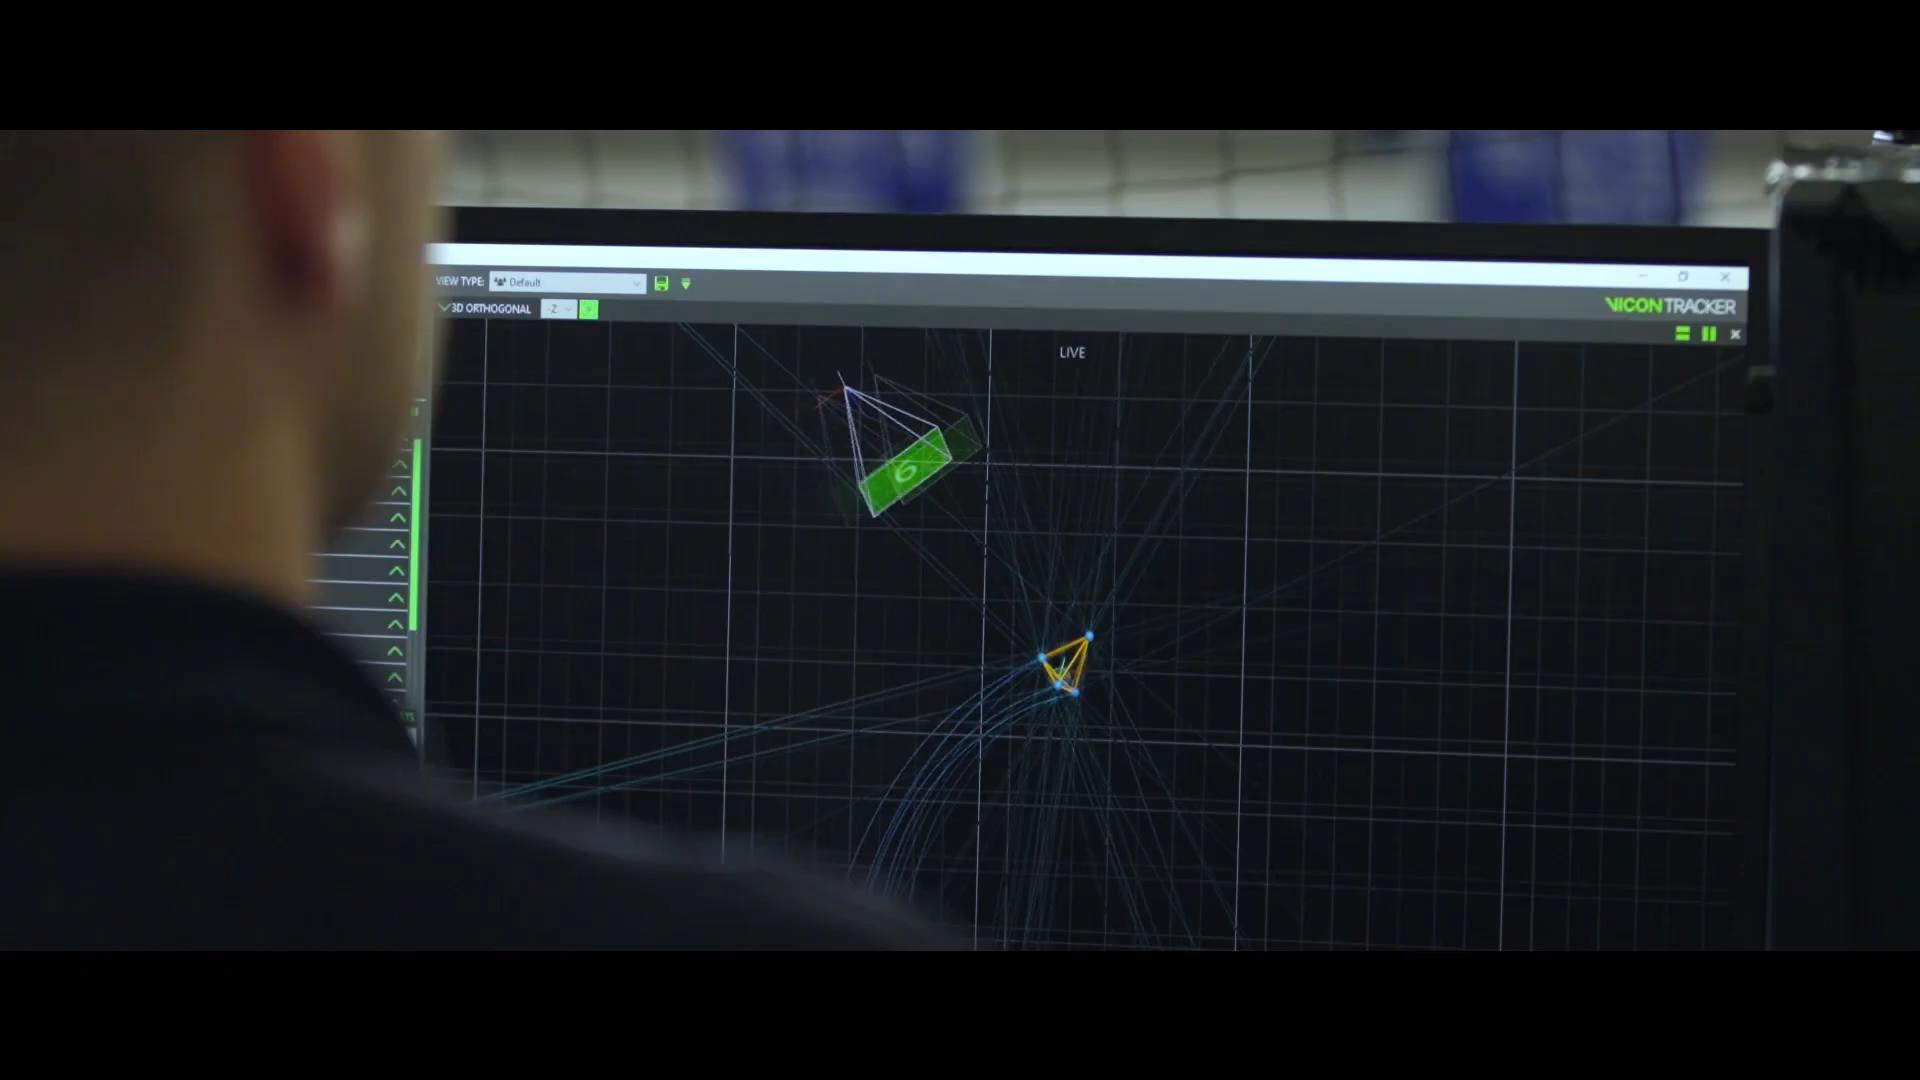 VIEW TYPE: Default
VICON TRACKER
3D ORTHOGONAL -Z
LIVE
6